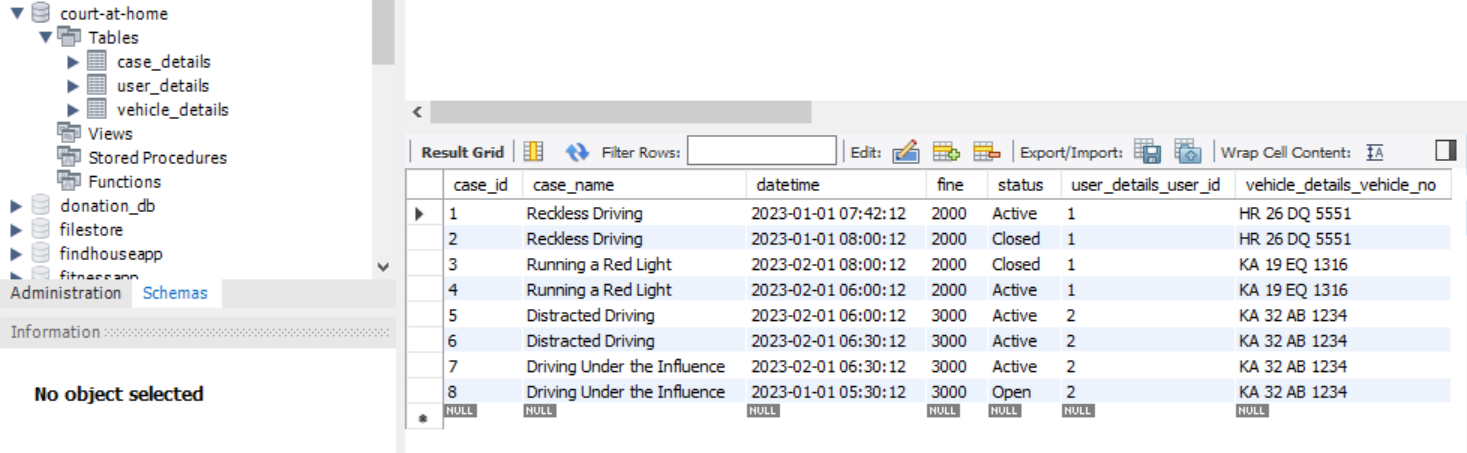 court-at-home
Tables
case_details
user_details
vehicle_details
Views
Stored Procedures
Functions
donation_db
filestore
findhouseapp
fitnessapp
Administration Schemas
Information
No object selected
Result Grid Filter Rows: Edit: Export/Import: Wrap Cell Content: IA
case_id case_name datetime fine status user_details_user_id vehicle_details_vehicle_no
1 Reckless Driving 2023-01-01 07:42:12 2000 Active 1 HR 26 DQ 5551
2 Reckless Driving 2023-01-01 08:00:12 2000 Closed 1 HR 26 DQ 5551
3 Running a Red Light 2023-02-01 08:00:12 2000 Closed 1 KA 19 EQ 1316
4 Running a Red Light 2023-02-01 06:00:12 2000 Active 1 KA 19 EQ 1316
5 Distracted Driving 2023-02-01 06:00:12 3000 Active 2 KA 32 AB 1234
6 Distracted Driving 2023-02-01 06:30:12 3000 Active 2 KA 32 AB 1234
7 Driving Under the Influence 2023-02-01 06:30:12 3000 Active 2 KA 32 AB 1234
8 Driving Under the Influence 2023-01-01 05:30:12 3000 Open 2 KA 32 AB 1234
NULL NULL NULL NULL NULL NULL NULL